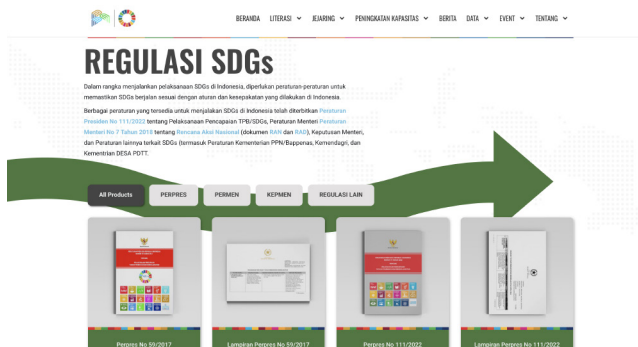 BERANDA LITERASI JEJARING PENINGKATAN KAPASITAS BERITA DATA EVENT TENTANG
REGULASI SDGs
Dalam rangka menjalankan pelaksanaan SDGs di Indonesia, diperlukan peraturan-peraturan untuk
memastikan SDGs berjalan sesuai dengan aturan dan kesepakatan yang dilakukan di Indonesia.
Berbagai peraturan yang tersedia untuk menjalakan SDGs di Indonesia telah diterbitkan Peraturan
Presiden No 111/2022 tentang Pelaksanaan Pencapaian TPB/SDGs, Peraturan Menteri Peraturan
Menteri No 7 Tahun 2018 tentang Rencana Aksi Nasional (dokumen RAN dan RAD), Keputusan Menteri,
dan Peraturan lainnya terkait SDGs (termasuk Peraturan Kementerian PPN/Bappenas, Kemendagri, dan
Kementrian DESA PDTT.
All Products PERPRES PERMEN KEPMEN REGULASI LAIN
Perpres No 59/2017 Lampiran Perpres No 59/2017 Perpres No 111/2022 Lampiran Perpres No 111/2022